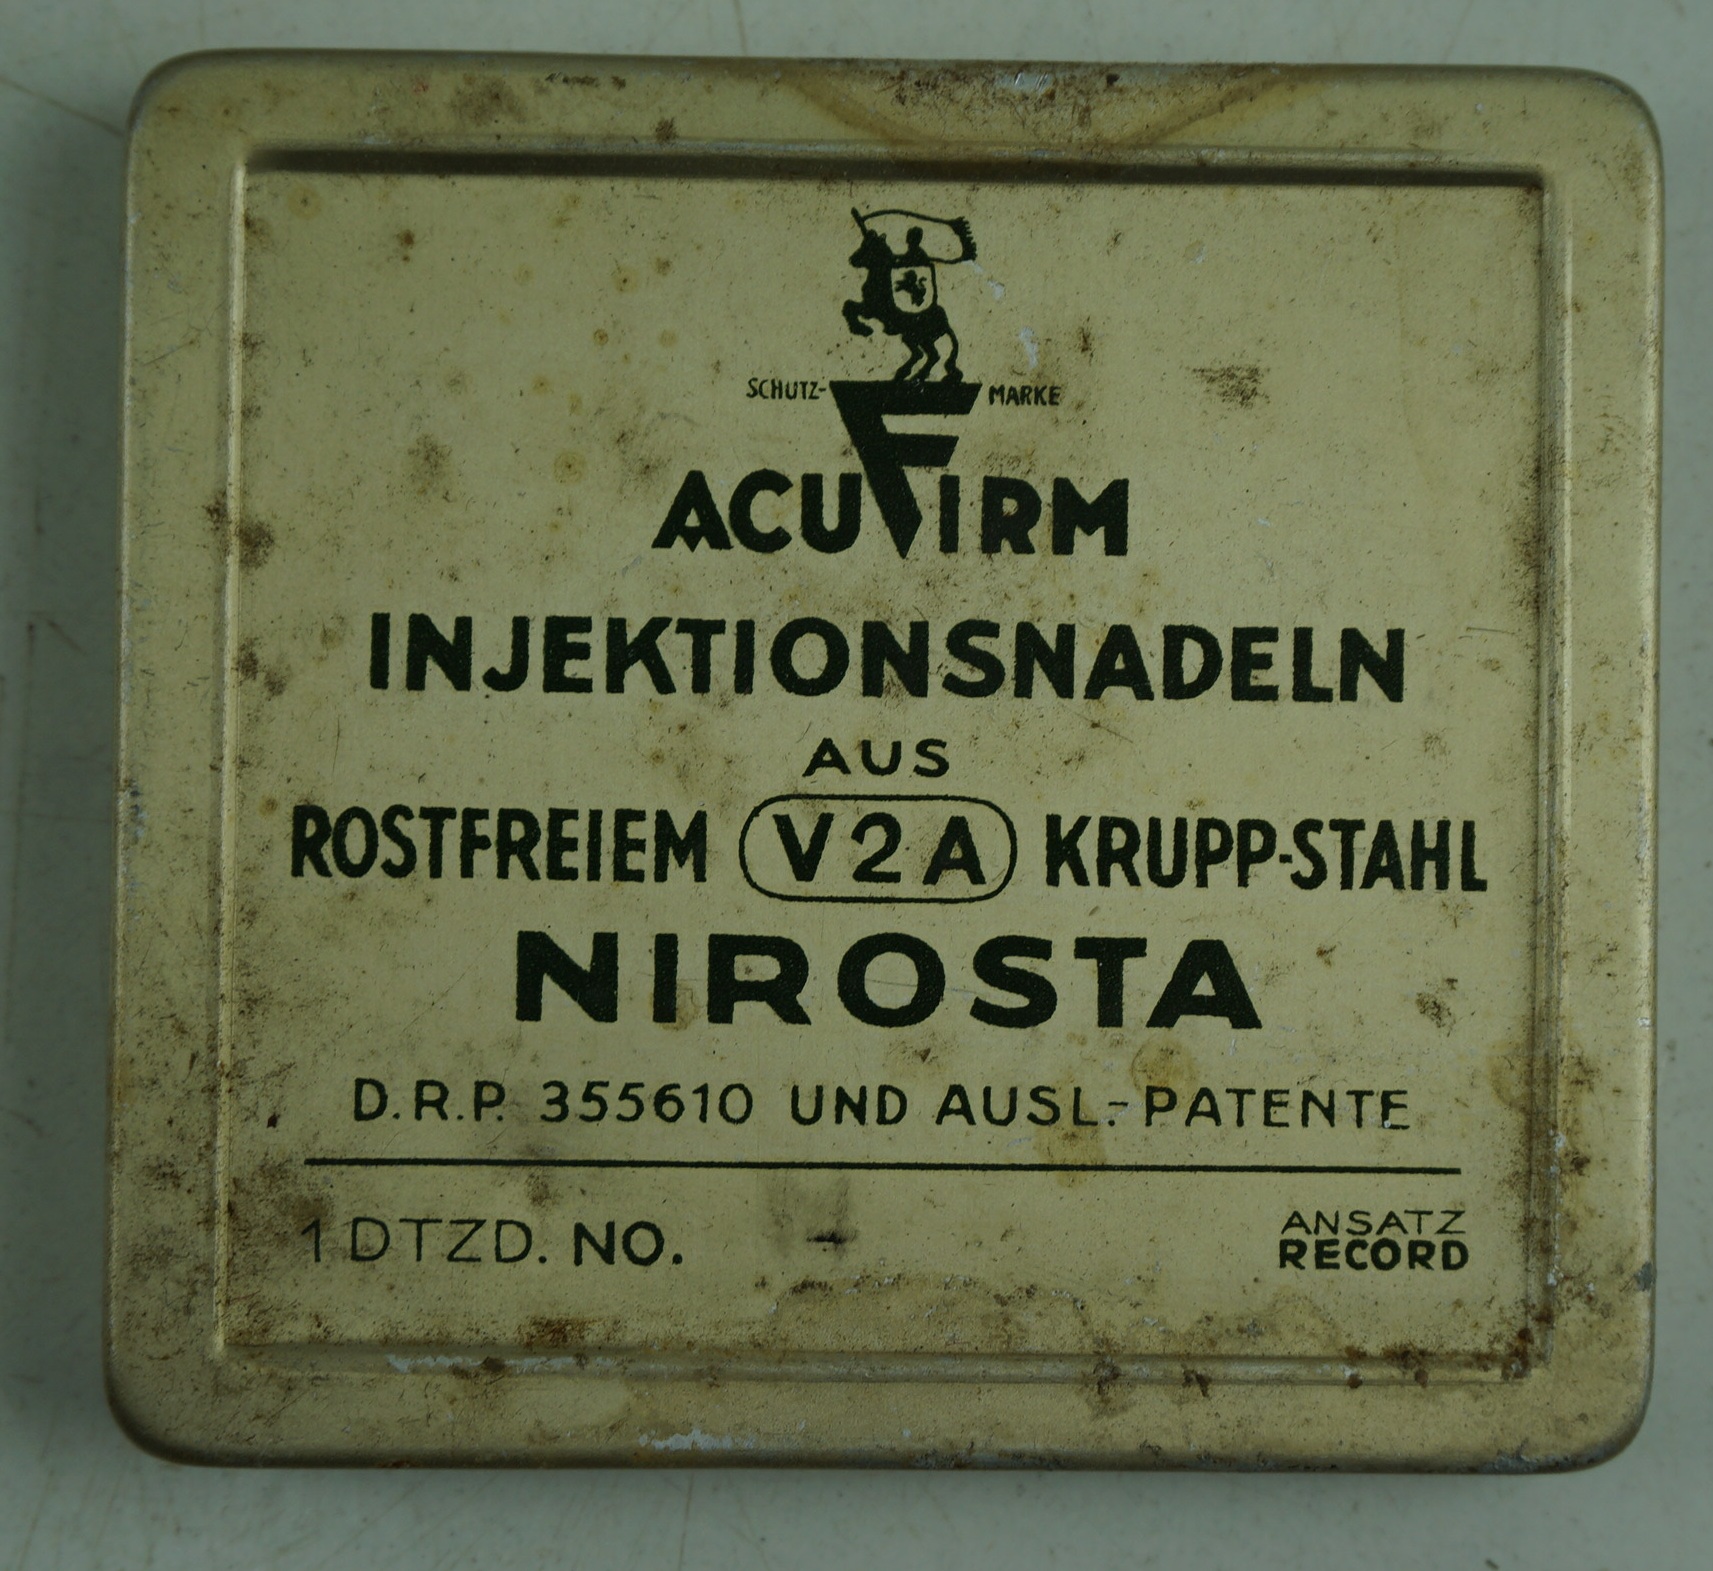 SCHUTZ- MARKE
ACUFIRM
INJEKTIONSNADELN
AUS
ROSTFREIEM V2A KRUPP-STAHL
NIROSTA
D.R.P. 355610 UND AUSL.-PATENTE
1 DTZD. NO. ANSATZ
RECORD